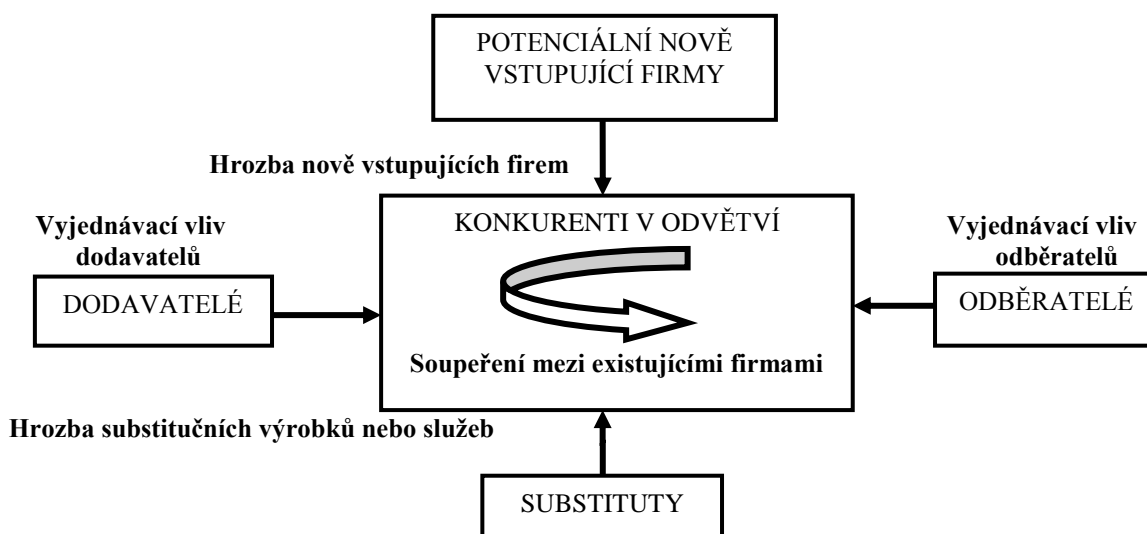 POTENCIÁLNÍ NOVĚ
VSTUPUJÍCÍ FIRMY
Hrozba nově vstupujících firem
KONKURENTI V ODVĚTVÍ
Vyjednávací vliv
dodavatelů
Vyjednávací vliv
odběratelů
DODAVATELÉ
ODBĚRATELÉ
Soupeření mezi existujícími firmami
Hrozba substitučních výrobků nebo služeb
SUBSTITUTY